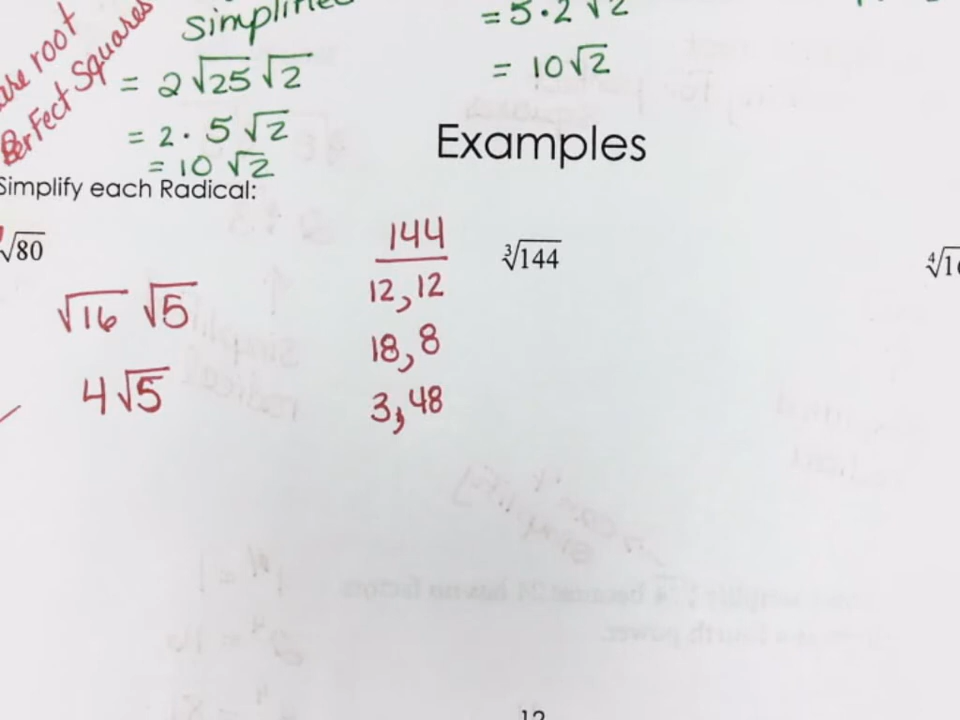 simplified
= 2√25 √2
= 2 · 5 √2
= 10 √2
= 5 · 2 √2
= 10√2
root
Perfect Squares
Examples
Simplify each Radical:
√80
√16 √5
4√5
144
12, 12
18, 8
3, 48
∛144
12